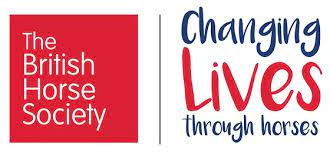 The
British
Horse
Society
Changing
Lives
through horses